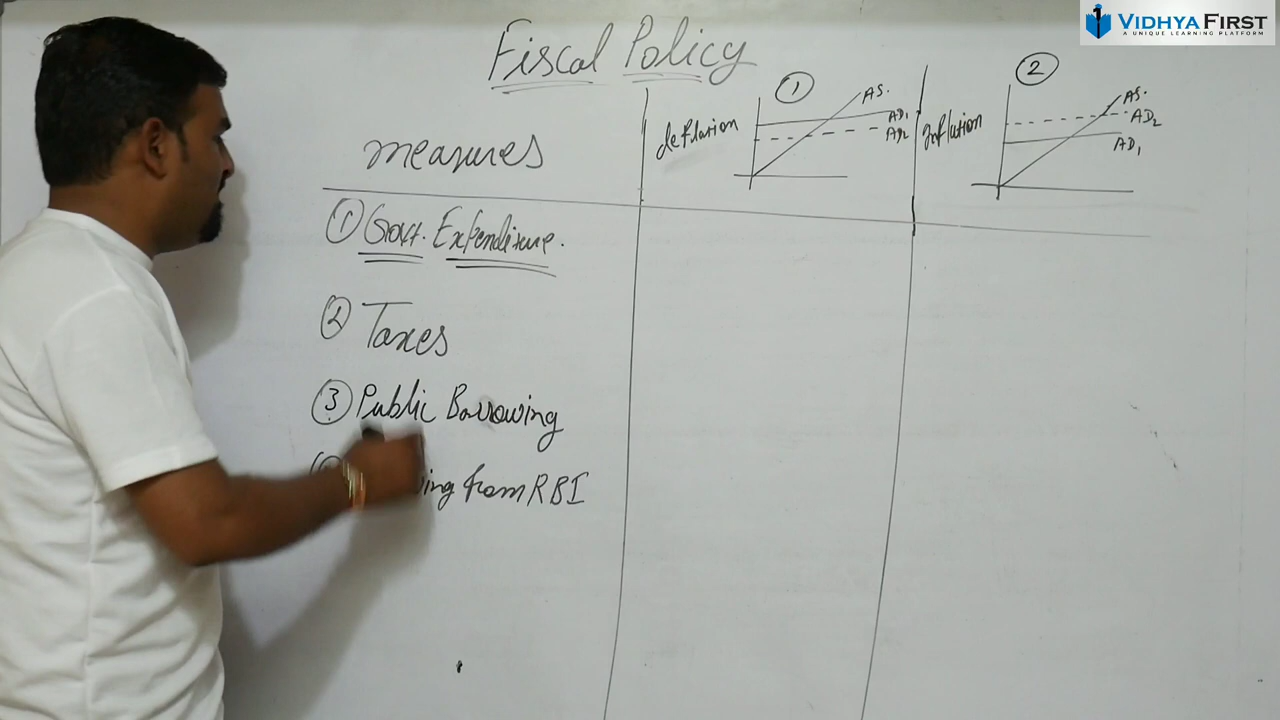 VIDHYA FIRST
A UNIQUE LEARNING PLATFORM
Fiscal Policy
measures
deflation
①
AS.
AD1
AD2
Inflation
②
AS.
AD2
AD1
① Govt. Expenditure.
② Taxes
③ Public Borrowing
from RBI